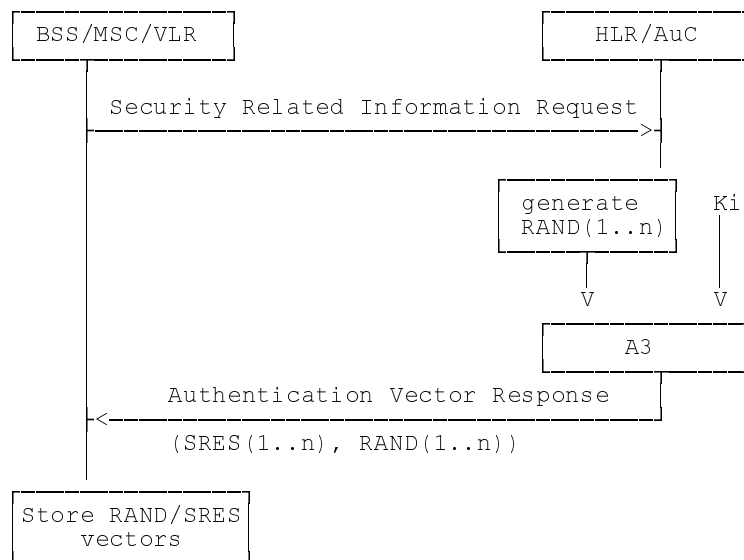 BSS/MSC/VLR
HLR/AuC
Security Related Information Request
generate
RAND(1..n)
Ki
V
V
A3
Authentication Vector Response
(SRES(1..n), RAND(1..n))
Store RAND/SRES
vectors